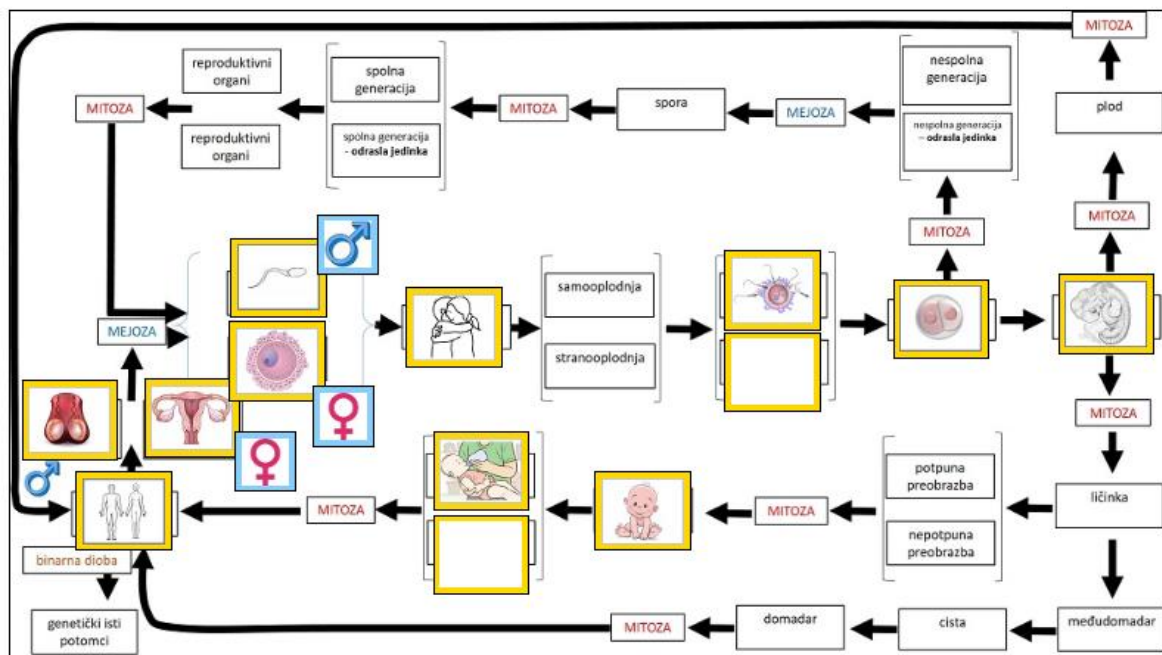 MITOZA
reproduktivni
organi
spolna
generacija
nespolna
generacija
MITOZA
MITOZA
spora
MEJOZA
plod
reproduktivni
organi
spolna generacija
- odrasla jedinka
nespolna generacija
– odrasla jedinka
MITOZA
MITOZA
samooplodnja
MEJOZA
stranooplodnja
MITOZA
potpuna
preobrazba
ličinka
MITOZA
MITOZA
nepotpuna
preobrazba
binarna dioba
genetički isti
potomci
MITOZA
domadar
cista
međudomadar